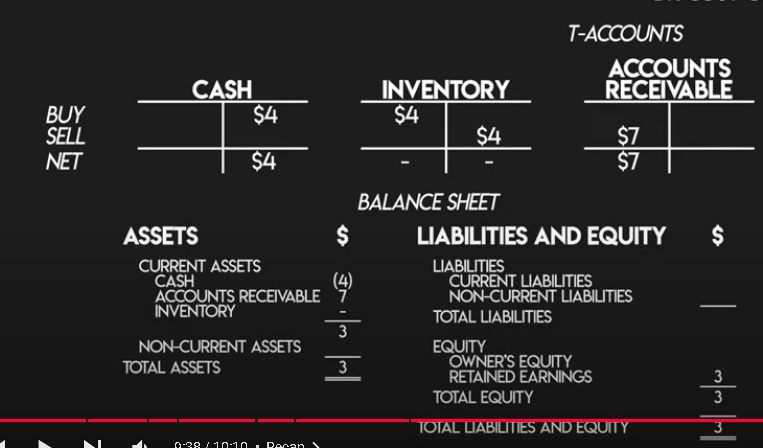 T-ACCOUNTS
CASH INVENTORY ACCOUNTS RECEIVABLE
BUY $4 $4
SELL $4 $7
NET $4 - - $7
BALANCE SHEET
ASSETS $
CURRENT ASSETS
CASH (4)
ACCOUNTS RECEIVABLE 7
INVENTORY -
3
NON-CURRENT ASSETS
TOTAL ASSETS 3
LIABILITIES AND EQUITY $
LIABILITIES
CURRENT LIABILITIES
NON-CURRENT LIABILITIES
TOTAL LIABILITIES
EQUITY
OWNER'S EQUITY
RETAINED EARNINGS 3
TOTAL EQUITY 3
TOTAL LIABILITIES AND EQUITY 3
9:38 / 10:10 • Recap >